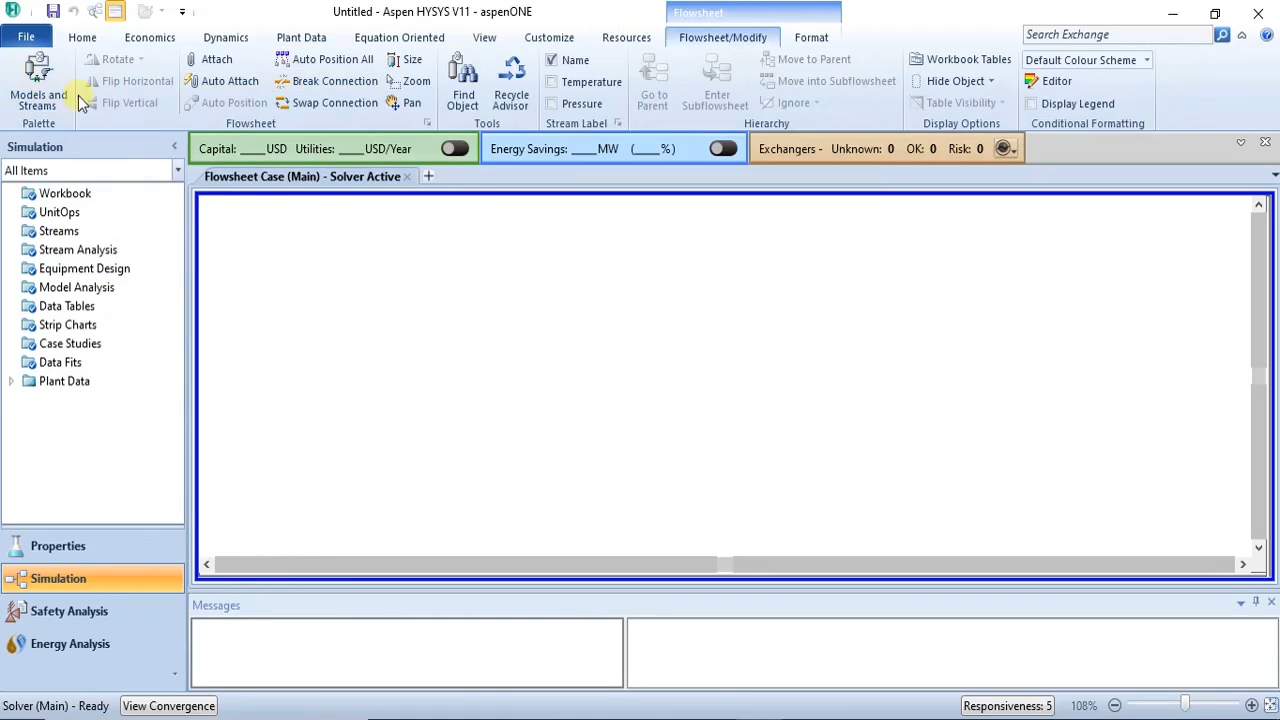 Untitled - Aspen HYSYS V11 - aspenONE
Flowsheet
File
Home
Economics
Dynamics
Plant Data
Equation Oriented
View
Customize
Resources
Flowsheet/Modify
Format
Search Exchange
Models and
Streams
Palette
Rotate
Flip Horizontal
Flip Vertical
Attach
Auto Attach
Auto Position
Auto Position All
Break Connection
Swap Connection
Size
Zoom
Pan
Flowsheet
Find
Object
Recycle
Advisor
Tools
Name
Temperature
Pressure
Stream Label
Go to
Parent
Enter
Subflowsheet
Move to Parent
Move into Subflowsheet
Ignore
Hierarchy
Workbook Tables
Hide Object
Table Visibility
Display Options
Default Colour Scheme
Editor
Display Legend
Conditional Formatting
Simulation
Capital: ____USD Utilities: ____USD/Year
Energy Savings: ____MW (____%)
Exchangers - Unknown: 0 OK: 0 Risk: 0
All Items
Flowsheet Case (Main) - Solver Active
Workbook
UnitOps
Streams
Stream Analysis
Equipment Design
Model Analysis
Data Tables
Strip Charts
Case Studies
Data Fits
Plant Data
Properties
Simulation
Safety Analysis
Energy Analysis
Messages
Solver (Main) - Ready
View Convergence
Responsiveness: 5
108%